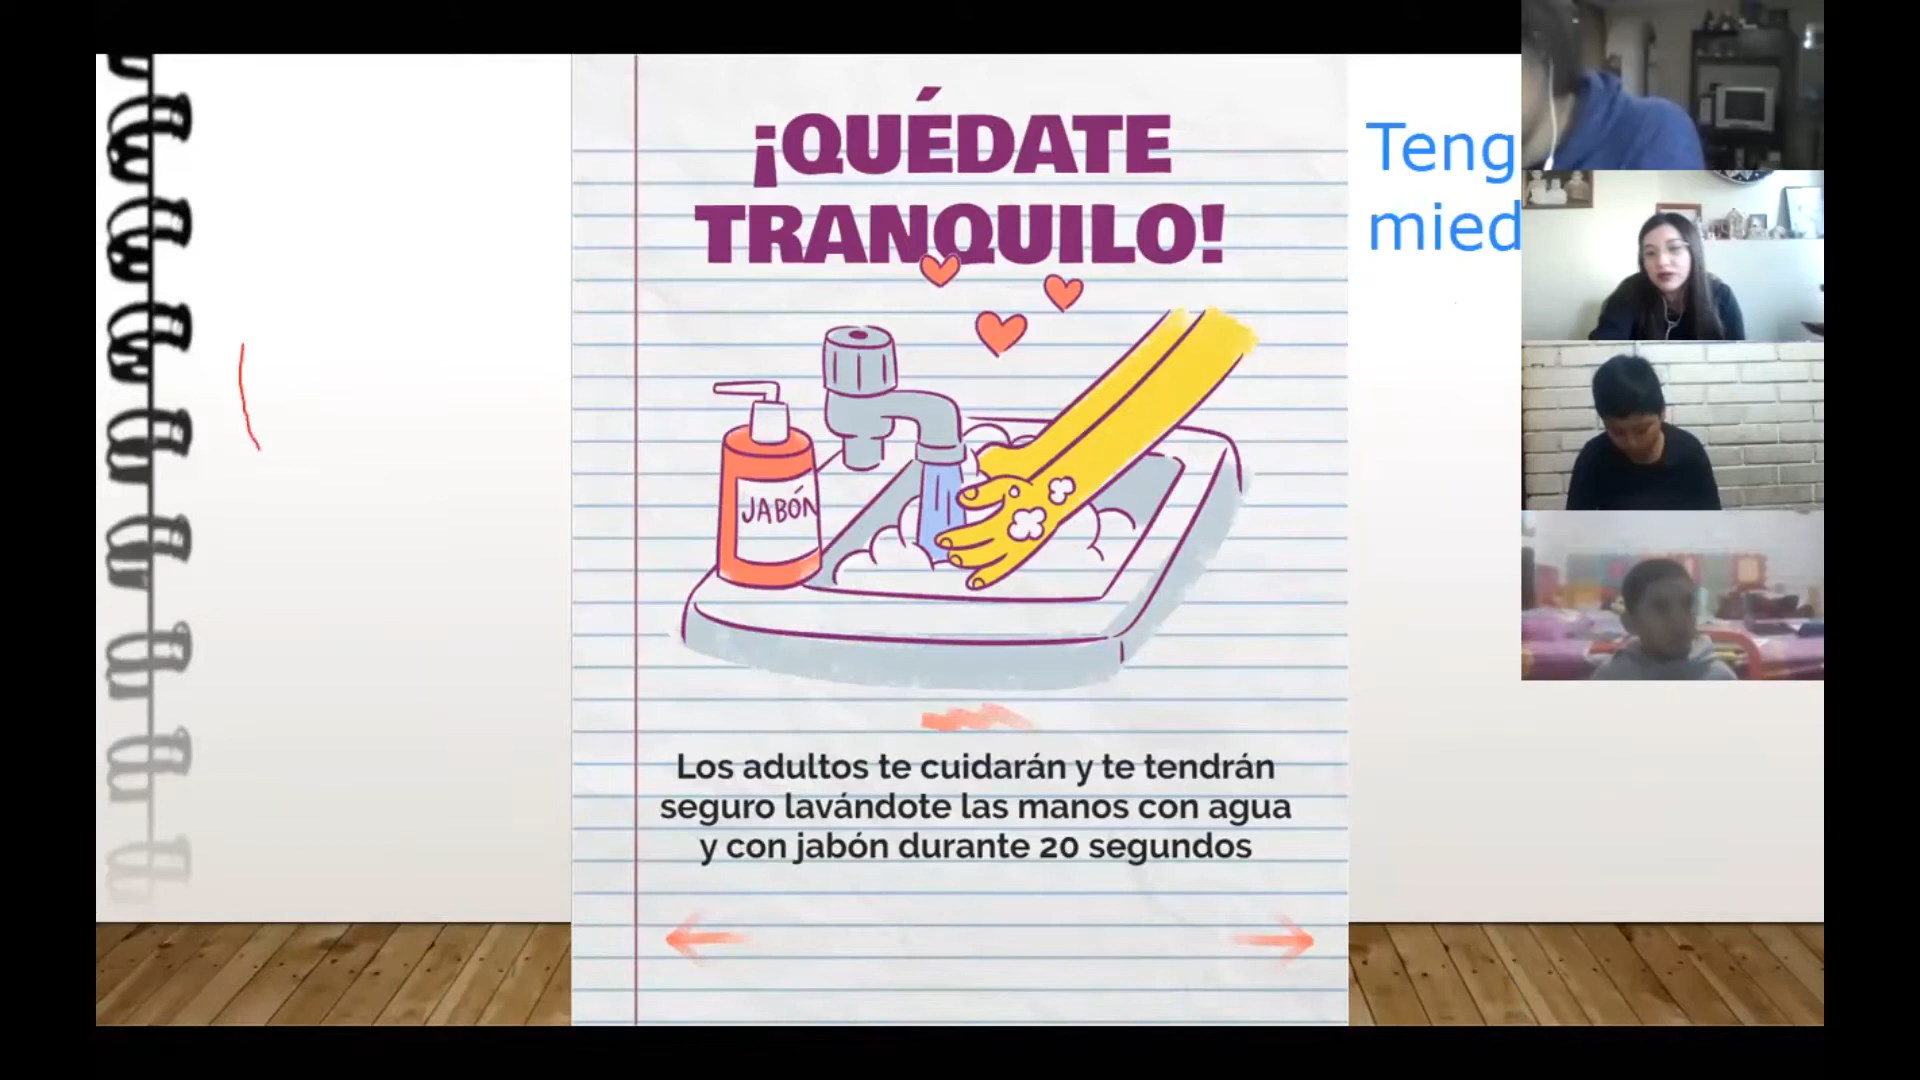 ¡QUÉDATE
TRANQUILO!
Teng
mied
JABÓN
Los adultos te cuidarán y te tendrán
seguro lavándote las manos con agua
y con jabón durante 20 segundos